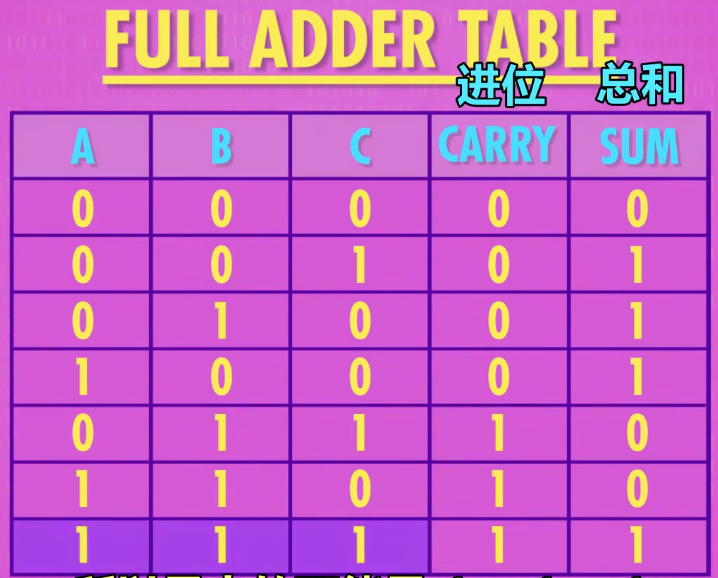 FULL ADDER TABLE
进位 总和
A B C CARRY SUM
0 0 0 0 0
0 0 1 0 1
0 1 0 0 1
1 0 0 0 1
0 1 1 1 0
1 1 0 1 0
1 1 1 1 1